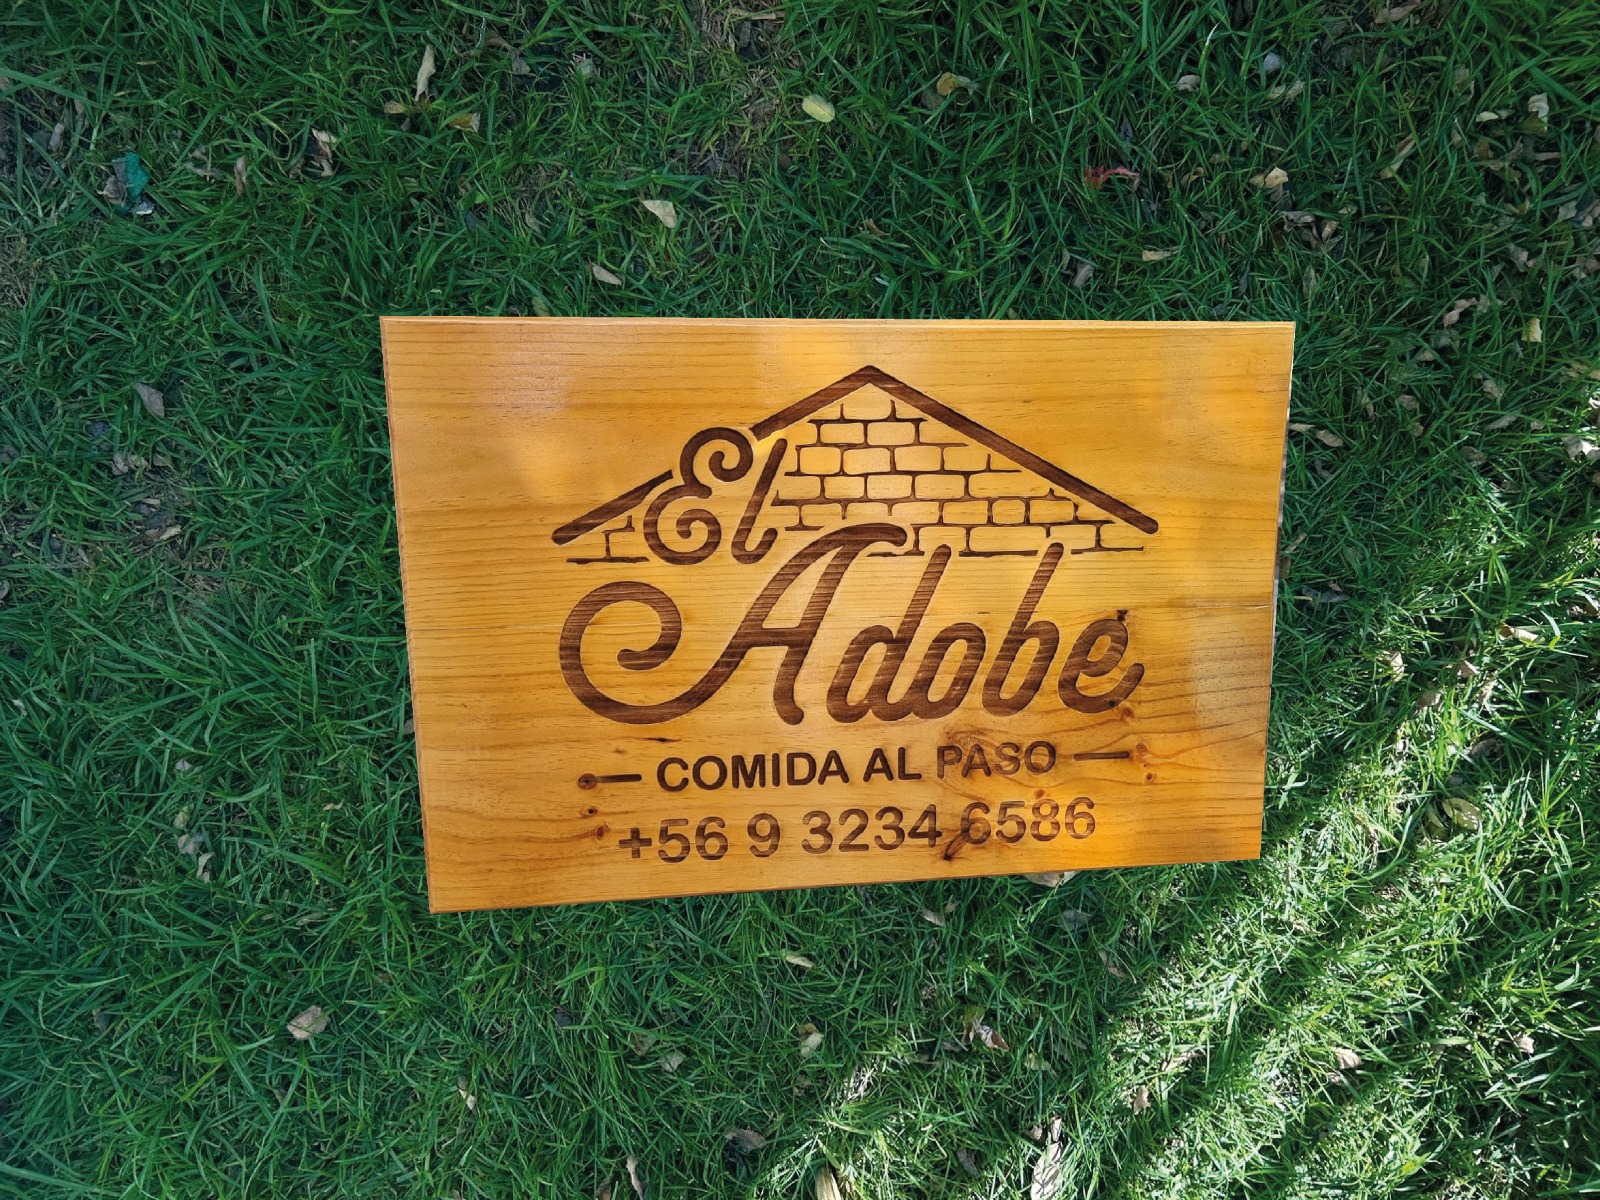 El
Adobe
— COMIDA AL PASO —
+56 9 3234 6586